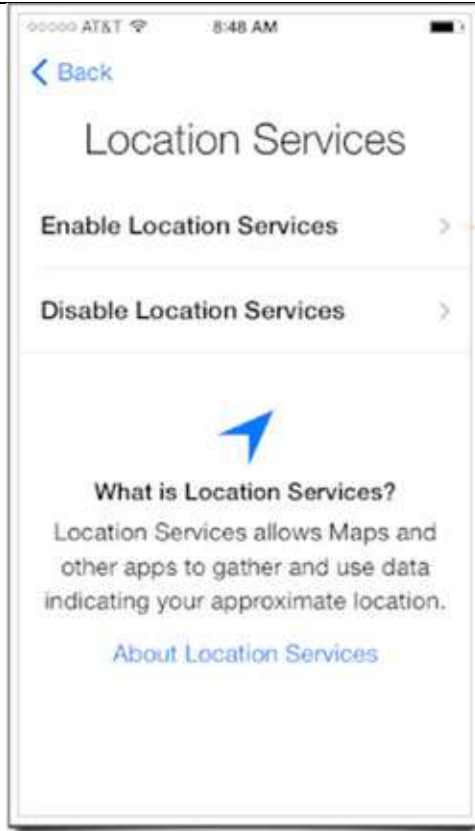 AT&T 8:48 AM
Back
Location Services
Enable Location Services
Disable Location Services
What is Location Services?
Location Services allows Maps and
other apps to gather and use data
indicating your approximate location.
About Location Services